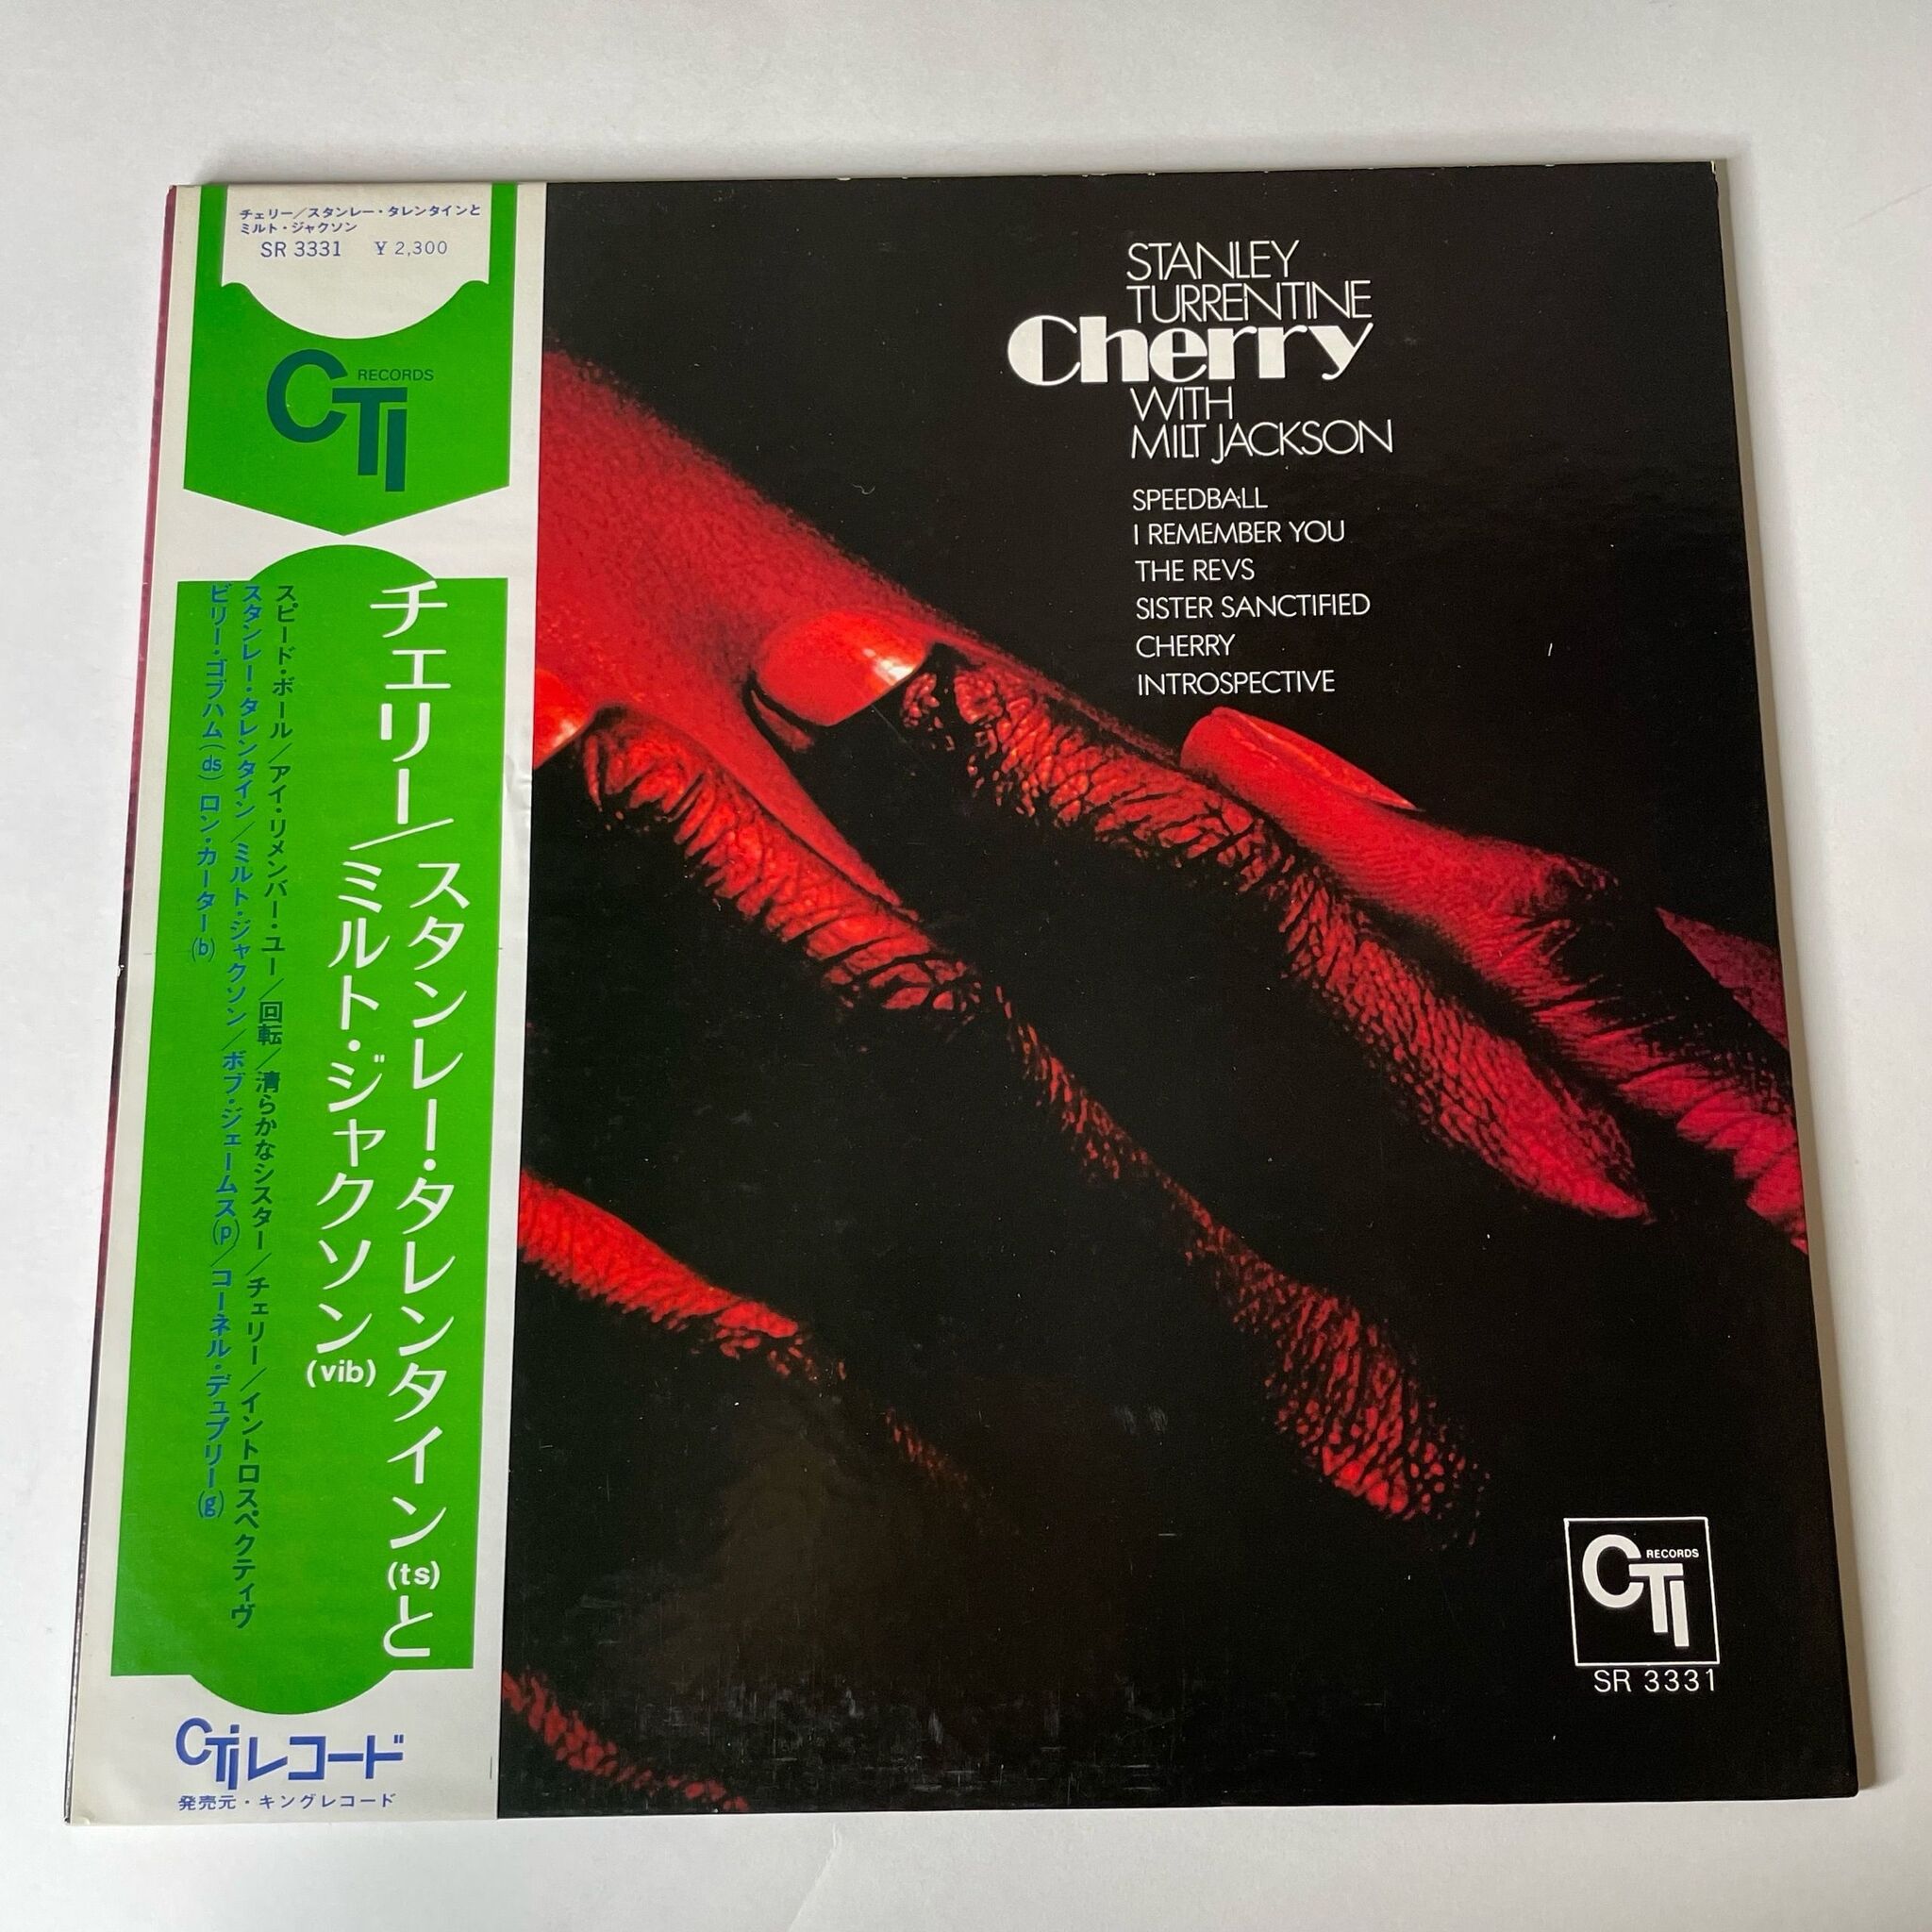 チェリー/スタンレー・タレンタインと
ミルト・ジャクソン
SR 3331 ¥ 2,300
CTI RECORDS
チェリー/スタンレー・タレンタイン(ts)と
ミルト・ジャクソン(vib)
スピード・ボール/アイ・リメンバー・ユー/回転/清らかなシスター/チェリー/イントロスペクティヴ
スタンレー・タレンタイン/ミルト・ジャクソン/ボブ・ジェームス(p)/コーネル・デュプリー(g)
ビリー・ゴブハム(ds)ロン・カーター(b)
CTIレコード
発売元・キングレコード
STANLEY
TURRENTINE
Cherry
WITH
MILT JACKSON
SPEEDBALL
I REMEMBER YOU
THE REVS
SISTER SANCTIFIED
CHERRY
INTROSPECTIVE
CTI RECORDS
SR 3331